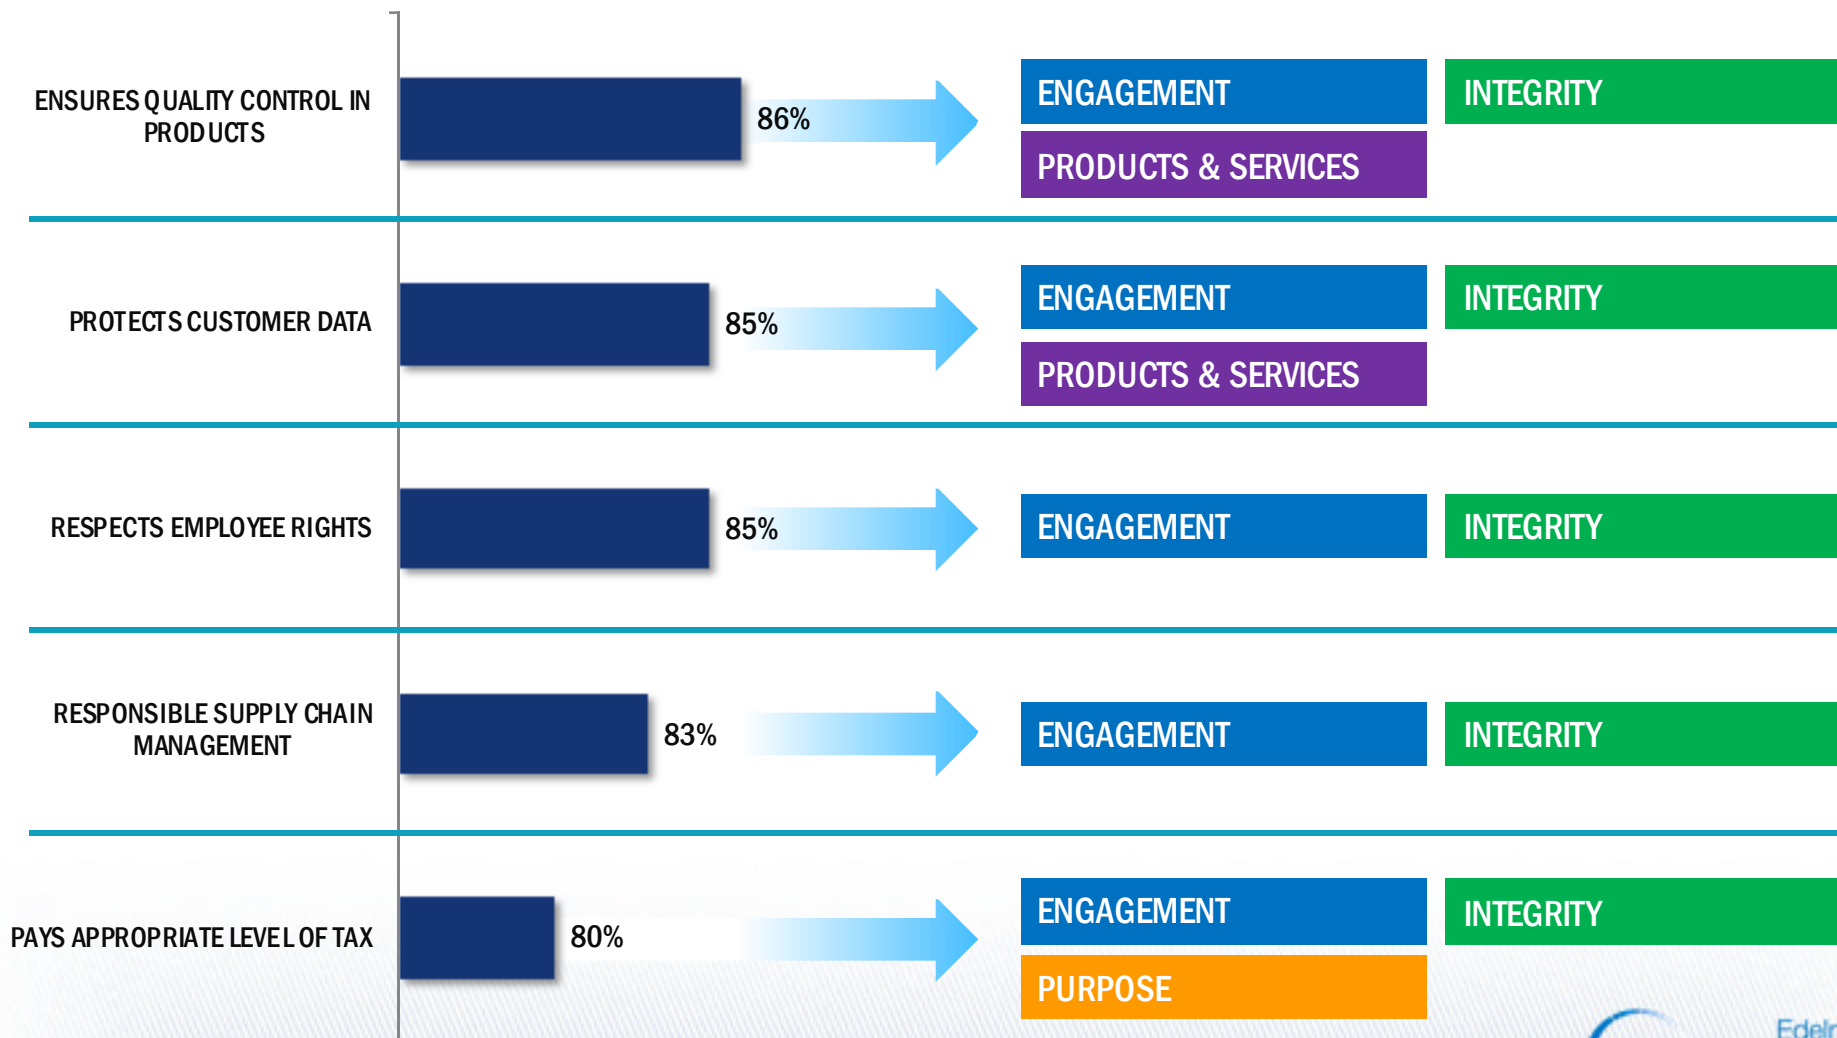 ENSURES QUALITY CONTROL IN
PRODUCTS
86%
ENGAGEMENT
INTEGRITY
PRODUCTS & SERVICES
PROTECTS CUSTOMER DATA
85%
ENGAGEMENT
INTEGRITY
PRODUCTS & SERVICES
RESPECTS EMPLOYEE RIGHTS
85%
ENGAGEMENT
INTEGRITY
RESPONSIBLE SUPPLY CHAIN
MANAGEMENT
83%
ENGAGEMENT
INTEGRITY
PAYS APPROPRIATE LEVEL OF TAX
80%
ENGAGEMENT
INTEGRITY
PURPOSE